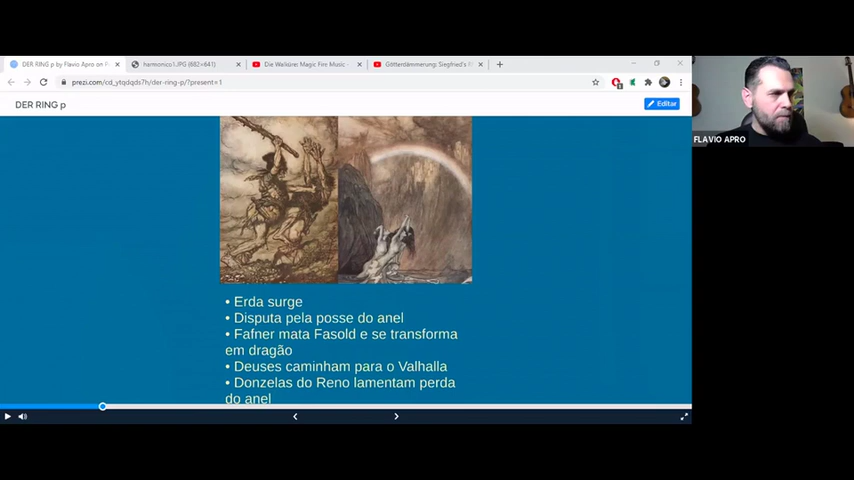 DER RING p by Flavio Apro on P
harmonico1.JPG (682×441)
Die Walküre: Magic Fire Music -
Götterdämmerung: Siegfried's
prezi.com/cd_ytqdqds7h/der-ring-p/?present=1
DER RING p
Editar
FLAVIO APRO
• Erda surge
• Disputa pela posse do anel
• Fafner mata Fasold e se transforma
em dragão
• Deuses caminham para o Valhalla
• Donzelas do Reno lamentam perda
do anel